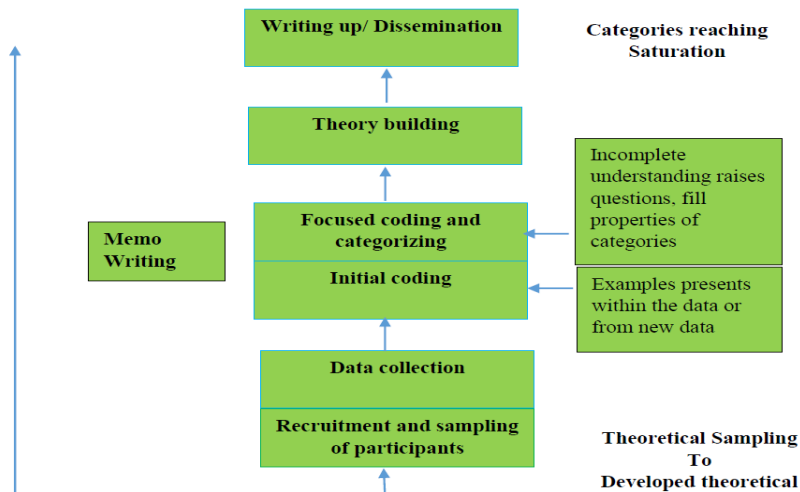 Writing up/ Dissemination
Categories reaching
Saturation
Theory building
Incomplete
understanding raises
questions, fill
properties of
categories
Focused coding and
categorizing
Memo
Writing
Initial coding
Examples presents
within the data or
from new data
Data collection
Recruitment and sampling
of participants
Theoretical Sampling
To
Developed theoretical